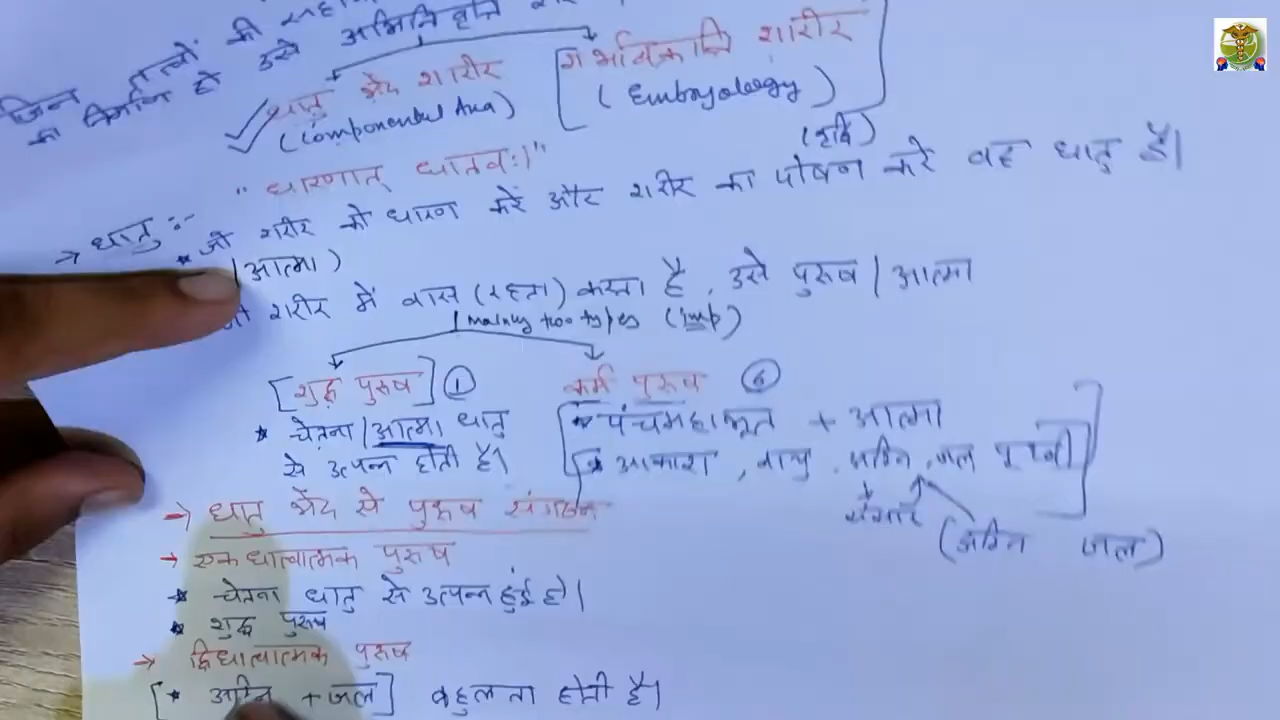 जिन तत्वों की
का निर्माण हो उसे अभिनिवृत्ति
धातु भेद शारीर
(Componental Ana)
[गर्भावक्रान्ति शारीर
(Embryology)
"धारणात् धातवः।"
→ धातु :-
* जो शरीर को धारण करें और शरीर का पोषण करे वह धातु है।
(आत्मा)
जो शरीर में वास (रहता) करता है, उसे पुरुष | आत्मा
mainly two types (imp)
[शुद्ध पुरुष] ①
* चेतना | आत्मा धातु
से उत्पन्न होती है।
कर्म पुरुष ⑥
* पंचमहाभूत + आत्मा
* आकाश, वायु, अग्नि, जल पृथ्वी
(अग्नि जल)
→ धातु भेद से पुरुष संगठन
→ एकधात्वात्मक पुरुष
* चेतना धातु से उत्पन्न हुई हो।
* शुद्ध पुरुष
→ द्विधात्वात्मक पुरुष
[* अग्नि + जल] बहुलता होती है।